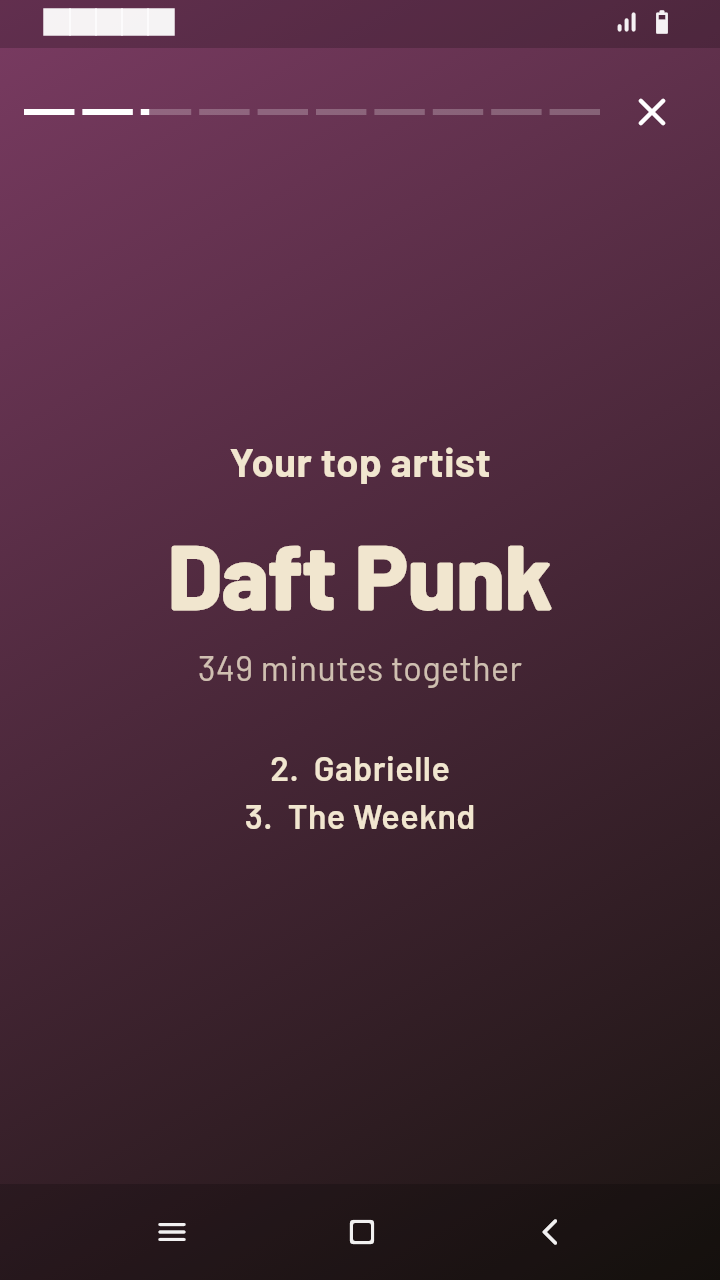 Your top artist
Daft Punk
349 minutes together
2. Gabrielle
3. The Weeknd